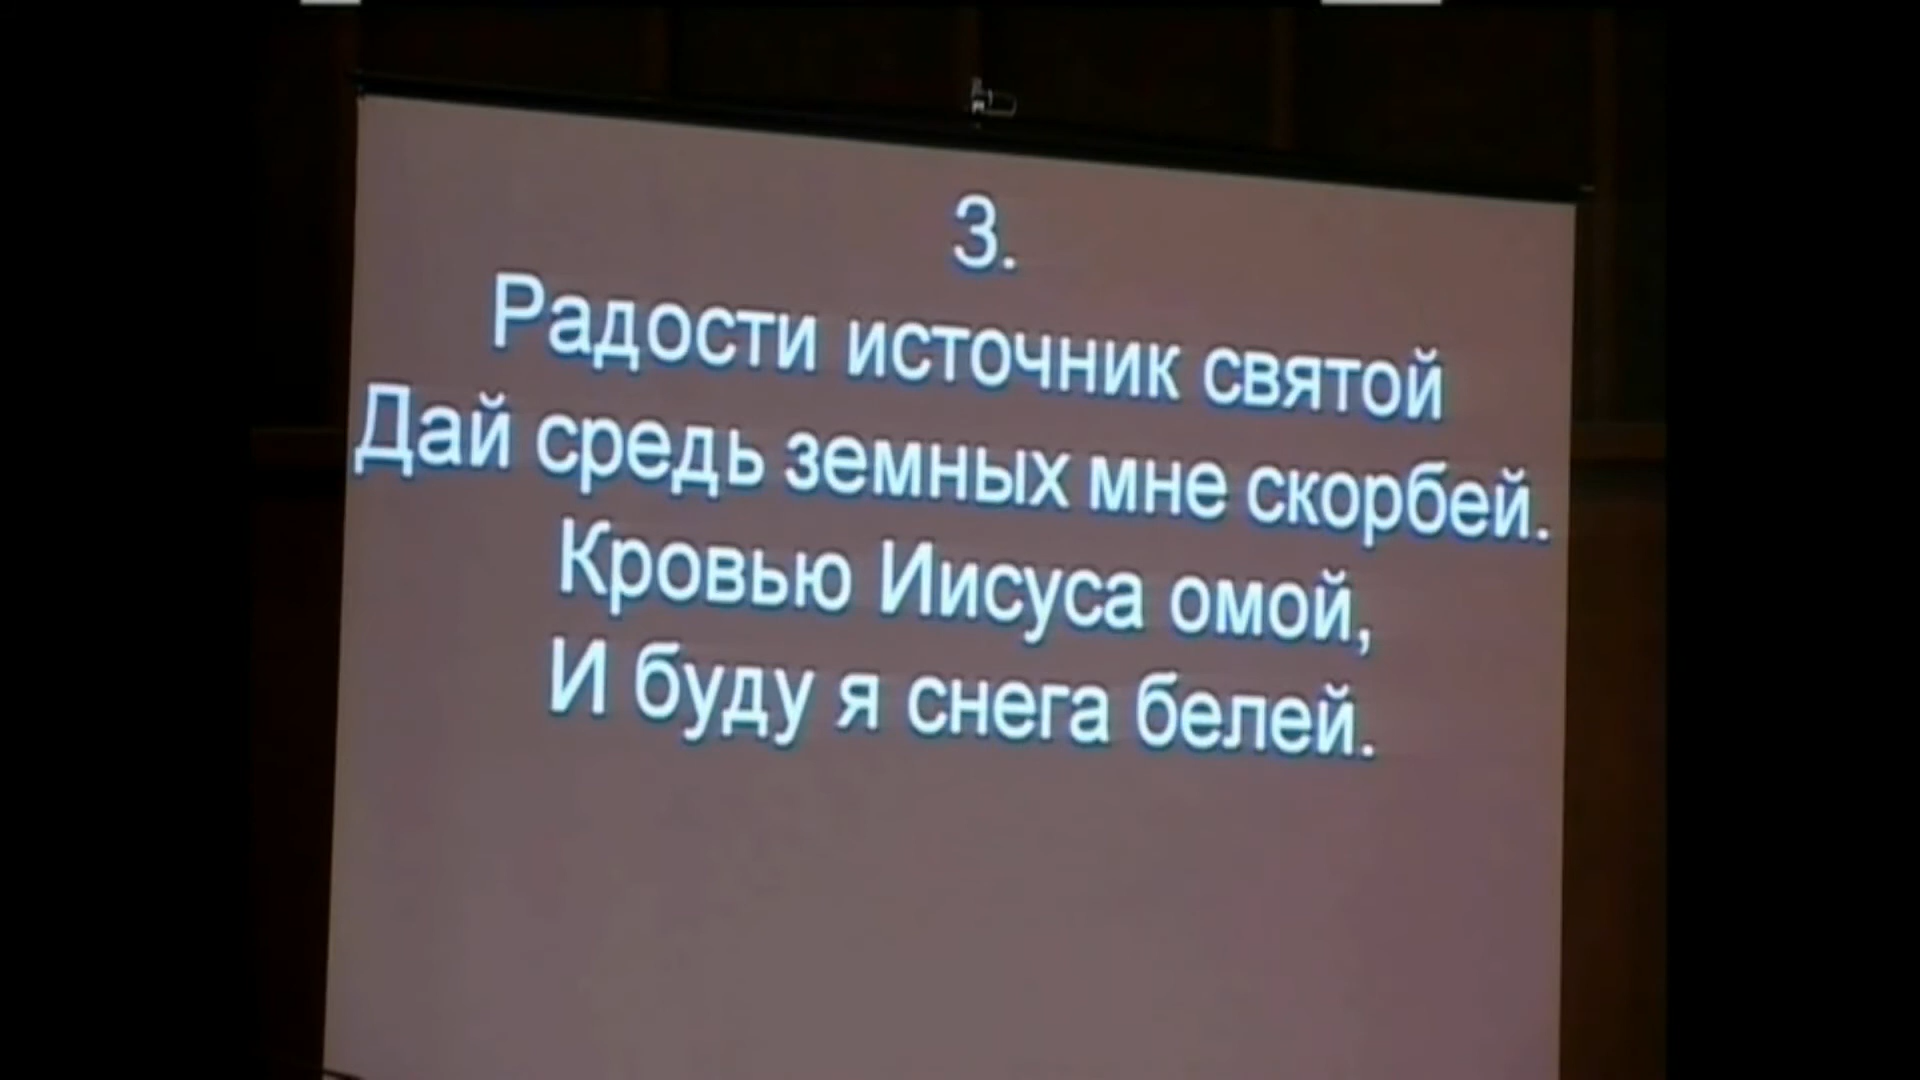 3.
Радости источник святой
Дай средь земных мне скорбей.
Кровью Иисуса омой,
И буду я снега белей.